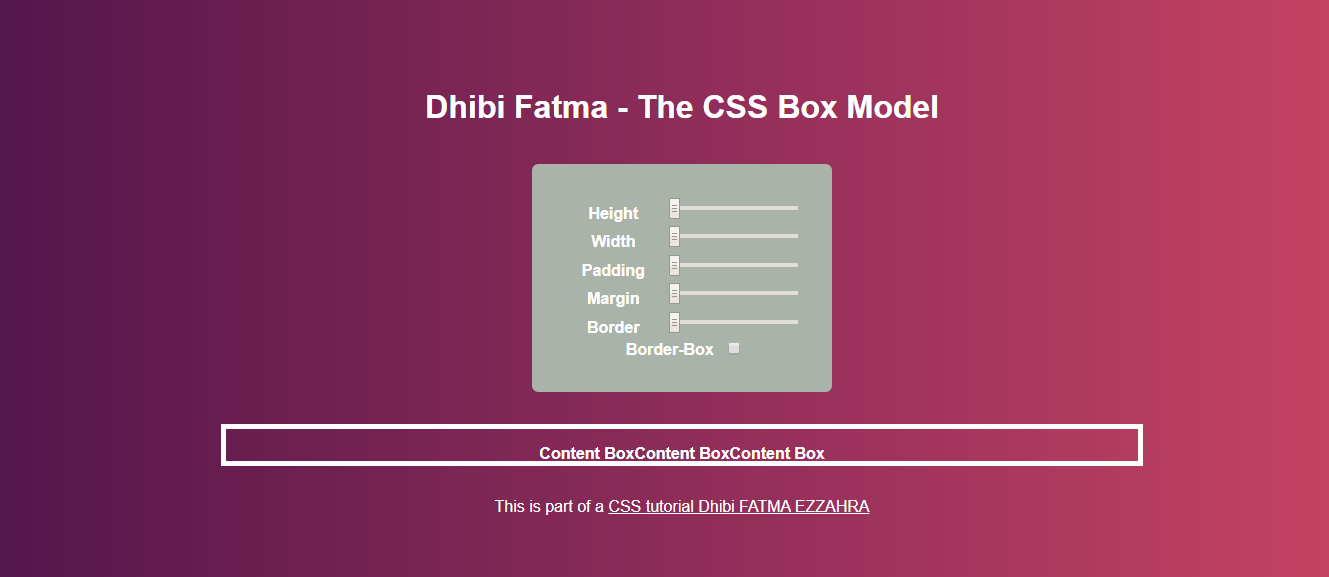 Dhibi Fatma - The CSS Box Model
Height
Width
Padding
Margin
Border
Border-Box
Content BoxContent BoxContent Box
This is part of a CSS tutorial Dhibi FATMA EZZAHRA